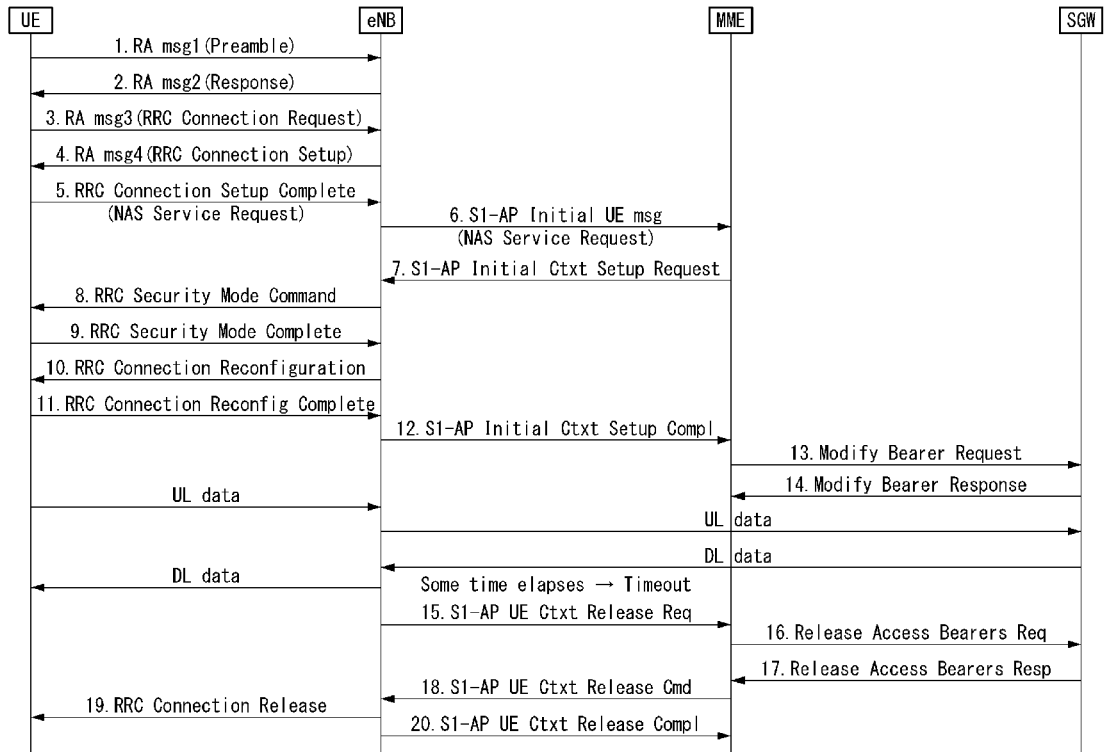 UE
eNB
MME
SGW
1. RA msg1(Preamble)
2. RA msg2(Response)
3. RA msg3(RRC Connection Request)
4. RA msg4(RRC Connection Setup)
5. RRC Connection Setup Complete
(NAS Service Request)
6. S1-AP Initial UE msg
(NAS Service Request)
7. S1-AP Initial Ctxt Setup Request
8. RRC Security Mode Command
9. RRC Security Mode Complete
10. RRC Connection Reconfiguration
11. RRC Connection Reconfig Complete
12. S1-AP Initial Ctxt Setup Compl
13. Modify Bearer Request
14. Modify Bearer Response
UL data
UL data
DL data
DL data
Some time elapses → Timeout
15. S1-AP UE Ctxt Release Req
16. Release Access Bearers Req
17. Release Access Bearers Resp
18. S1-AP UE Ctxt Release Cmd
19. RRC Connection Release
20. S1-AP UE Ctxt Release Compl